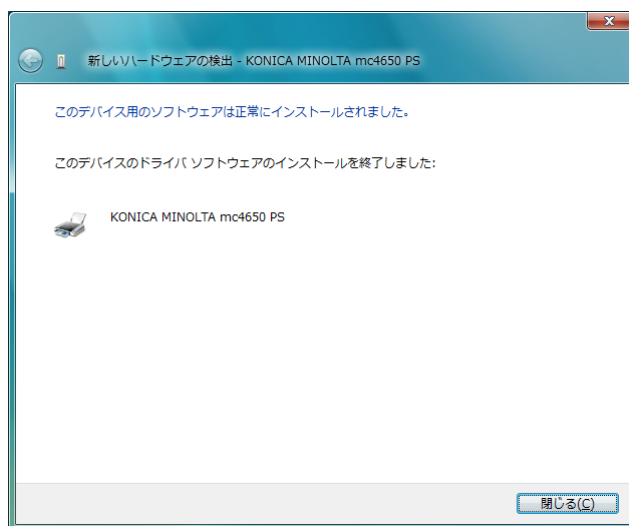 新しいハードウェアの検出 - KONICA MINOLTA mc4650 PS
このデバイス用のソフトウェアは正常にインストールされました。
このデバイスのドライバ ソフトウェアのインストールを終了しました:
KONICA MINOLTA mc4650 PS
閉じる(C)